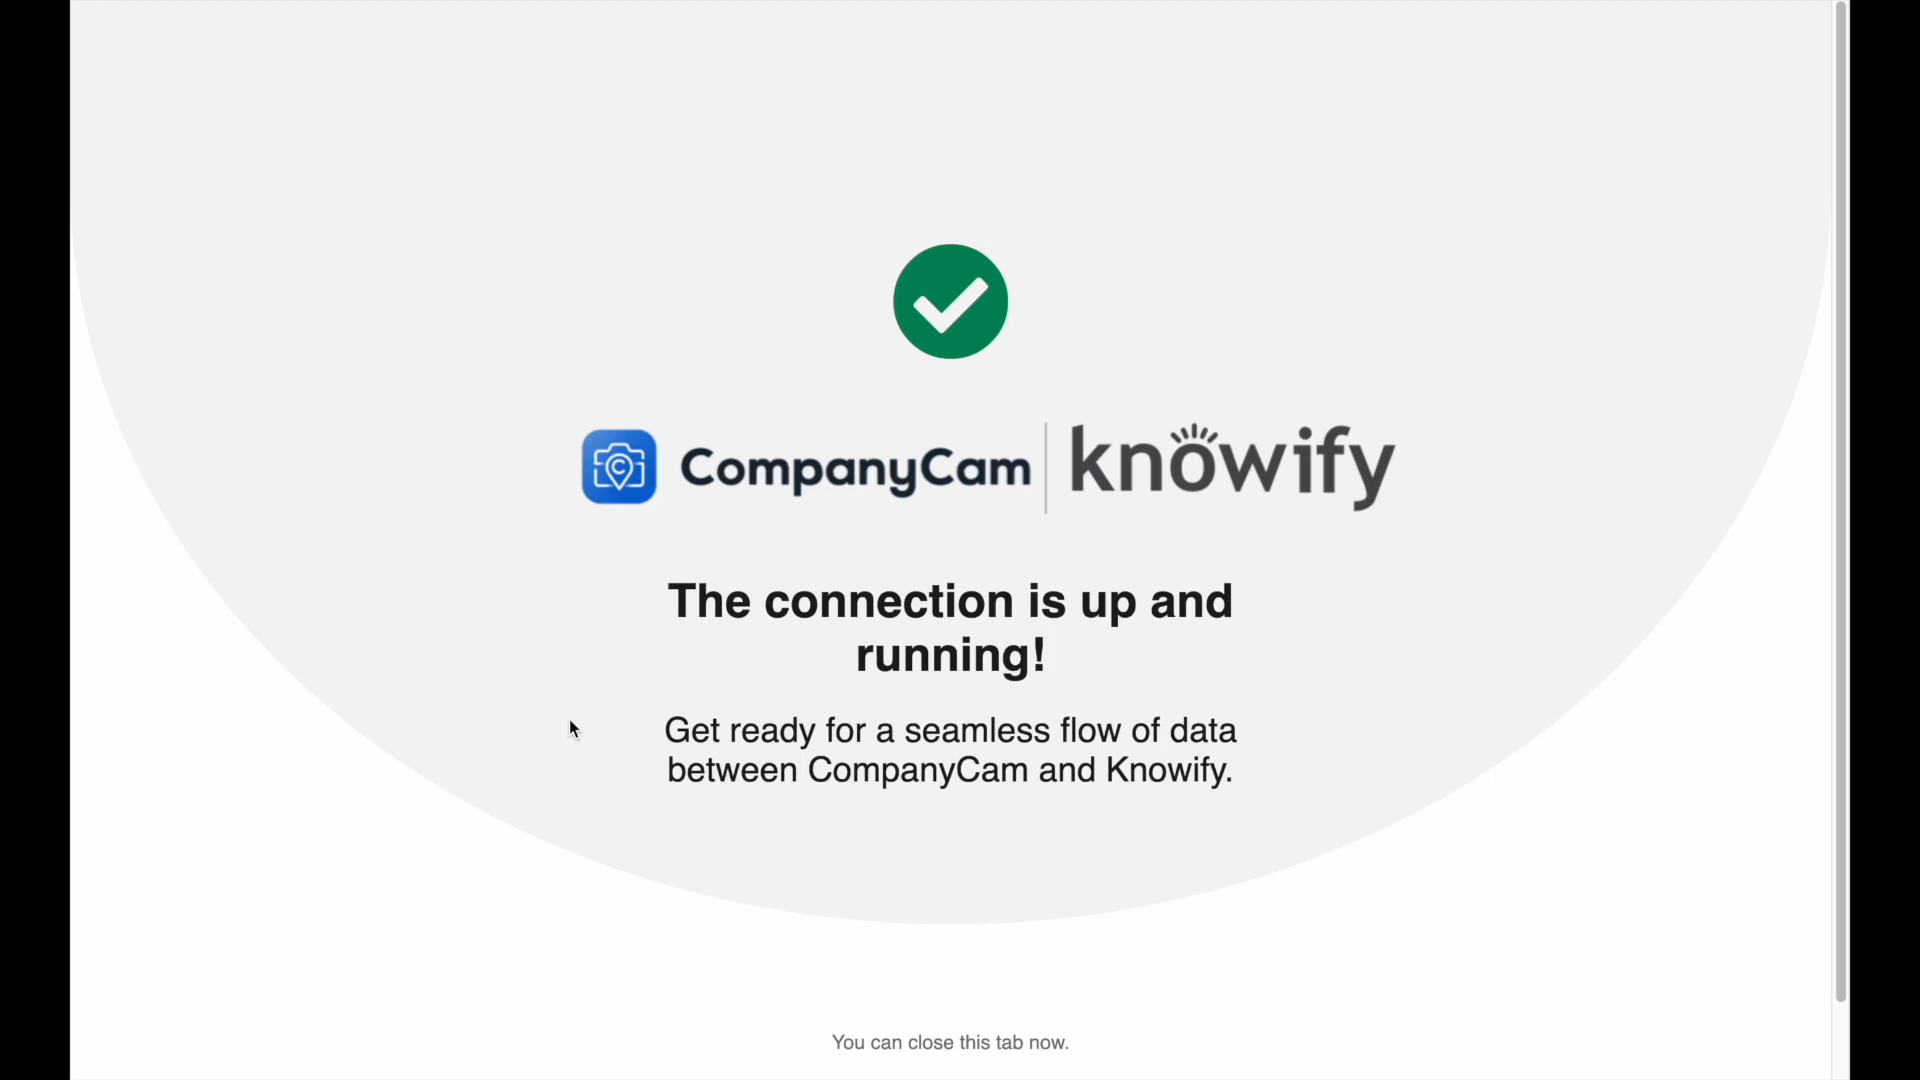 CompanyCam
knowify
The connection is up and
running!
Get ready for a seamless flow of data
between CompanyCam and Knowify.
You can close this tab now.